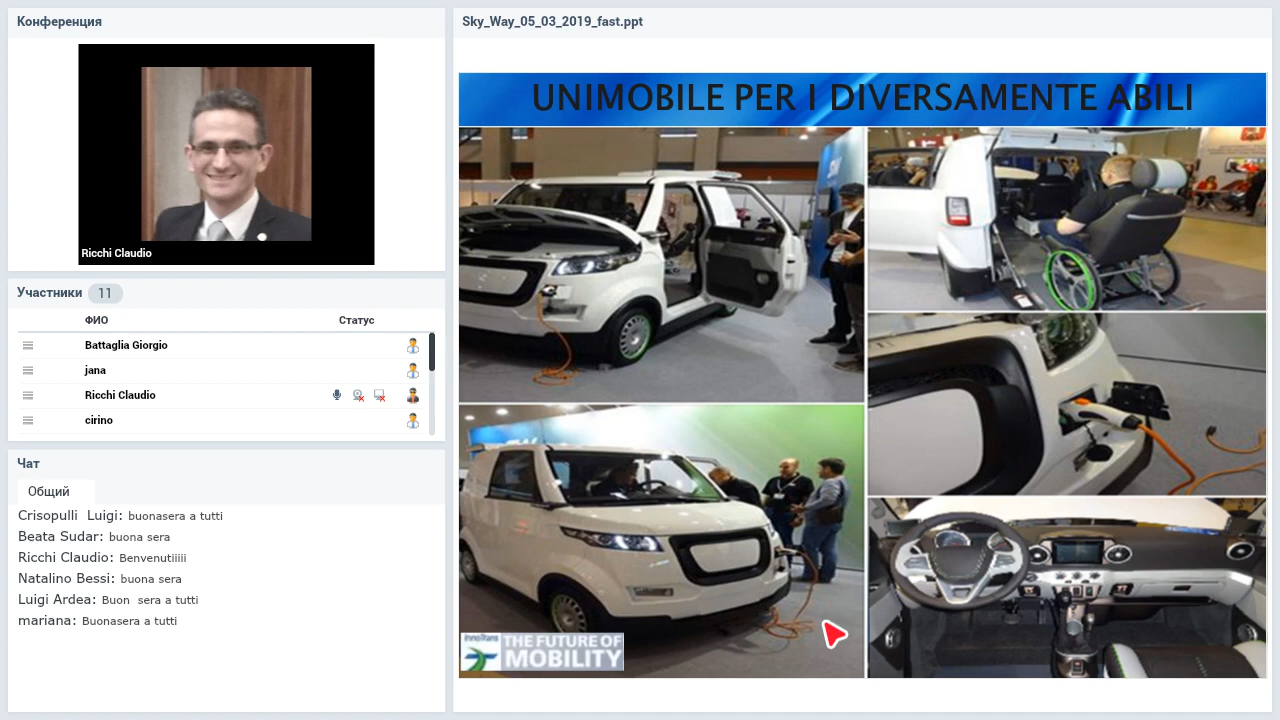 Конференция
Ricchi Claudio
Участники 11
ФИО Статус
Battaglia Giorgio
jana
Ricchi Claudio
cirino
Чат
Общий
Crisopulli Luigi: buonasera a tutti
Beata Sudar: buona sera
Ricchi Claudio: Benvenutiiiii
Natalino Bessi: buona sera
Luigi Ardea: Buon sera a tutti
mariana: Buonasera a tutti
Sky_Way_05_03_2019_fast.ppt
UNIMOBILE PER I DIVERSAMENTE ABILI
InnoTrans
THE FUTURE OF
MOBILITY